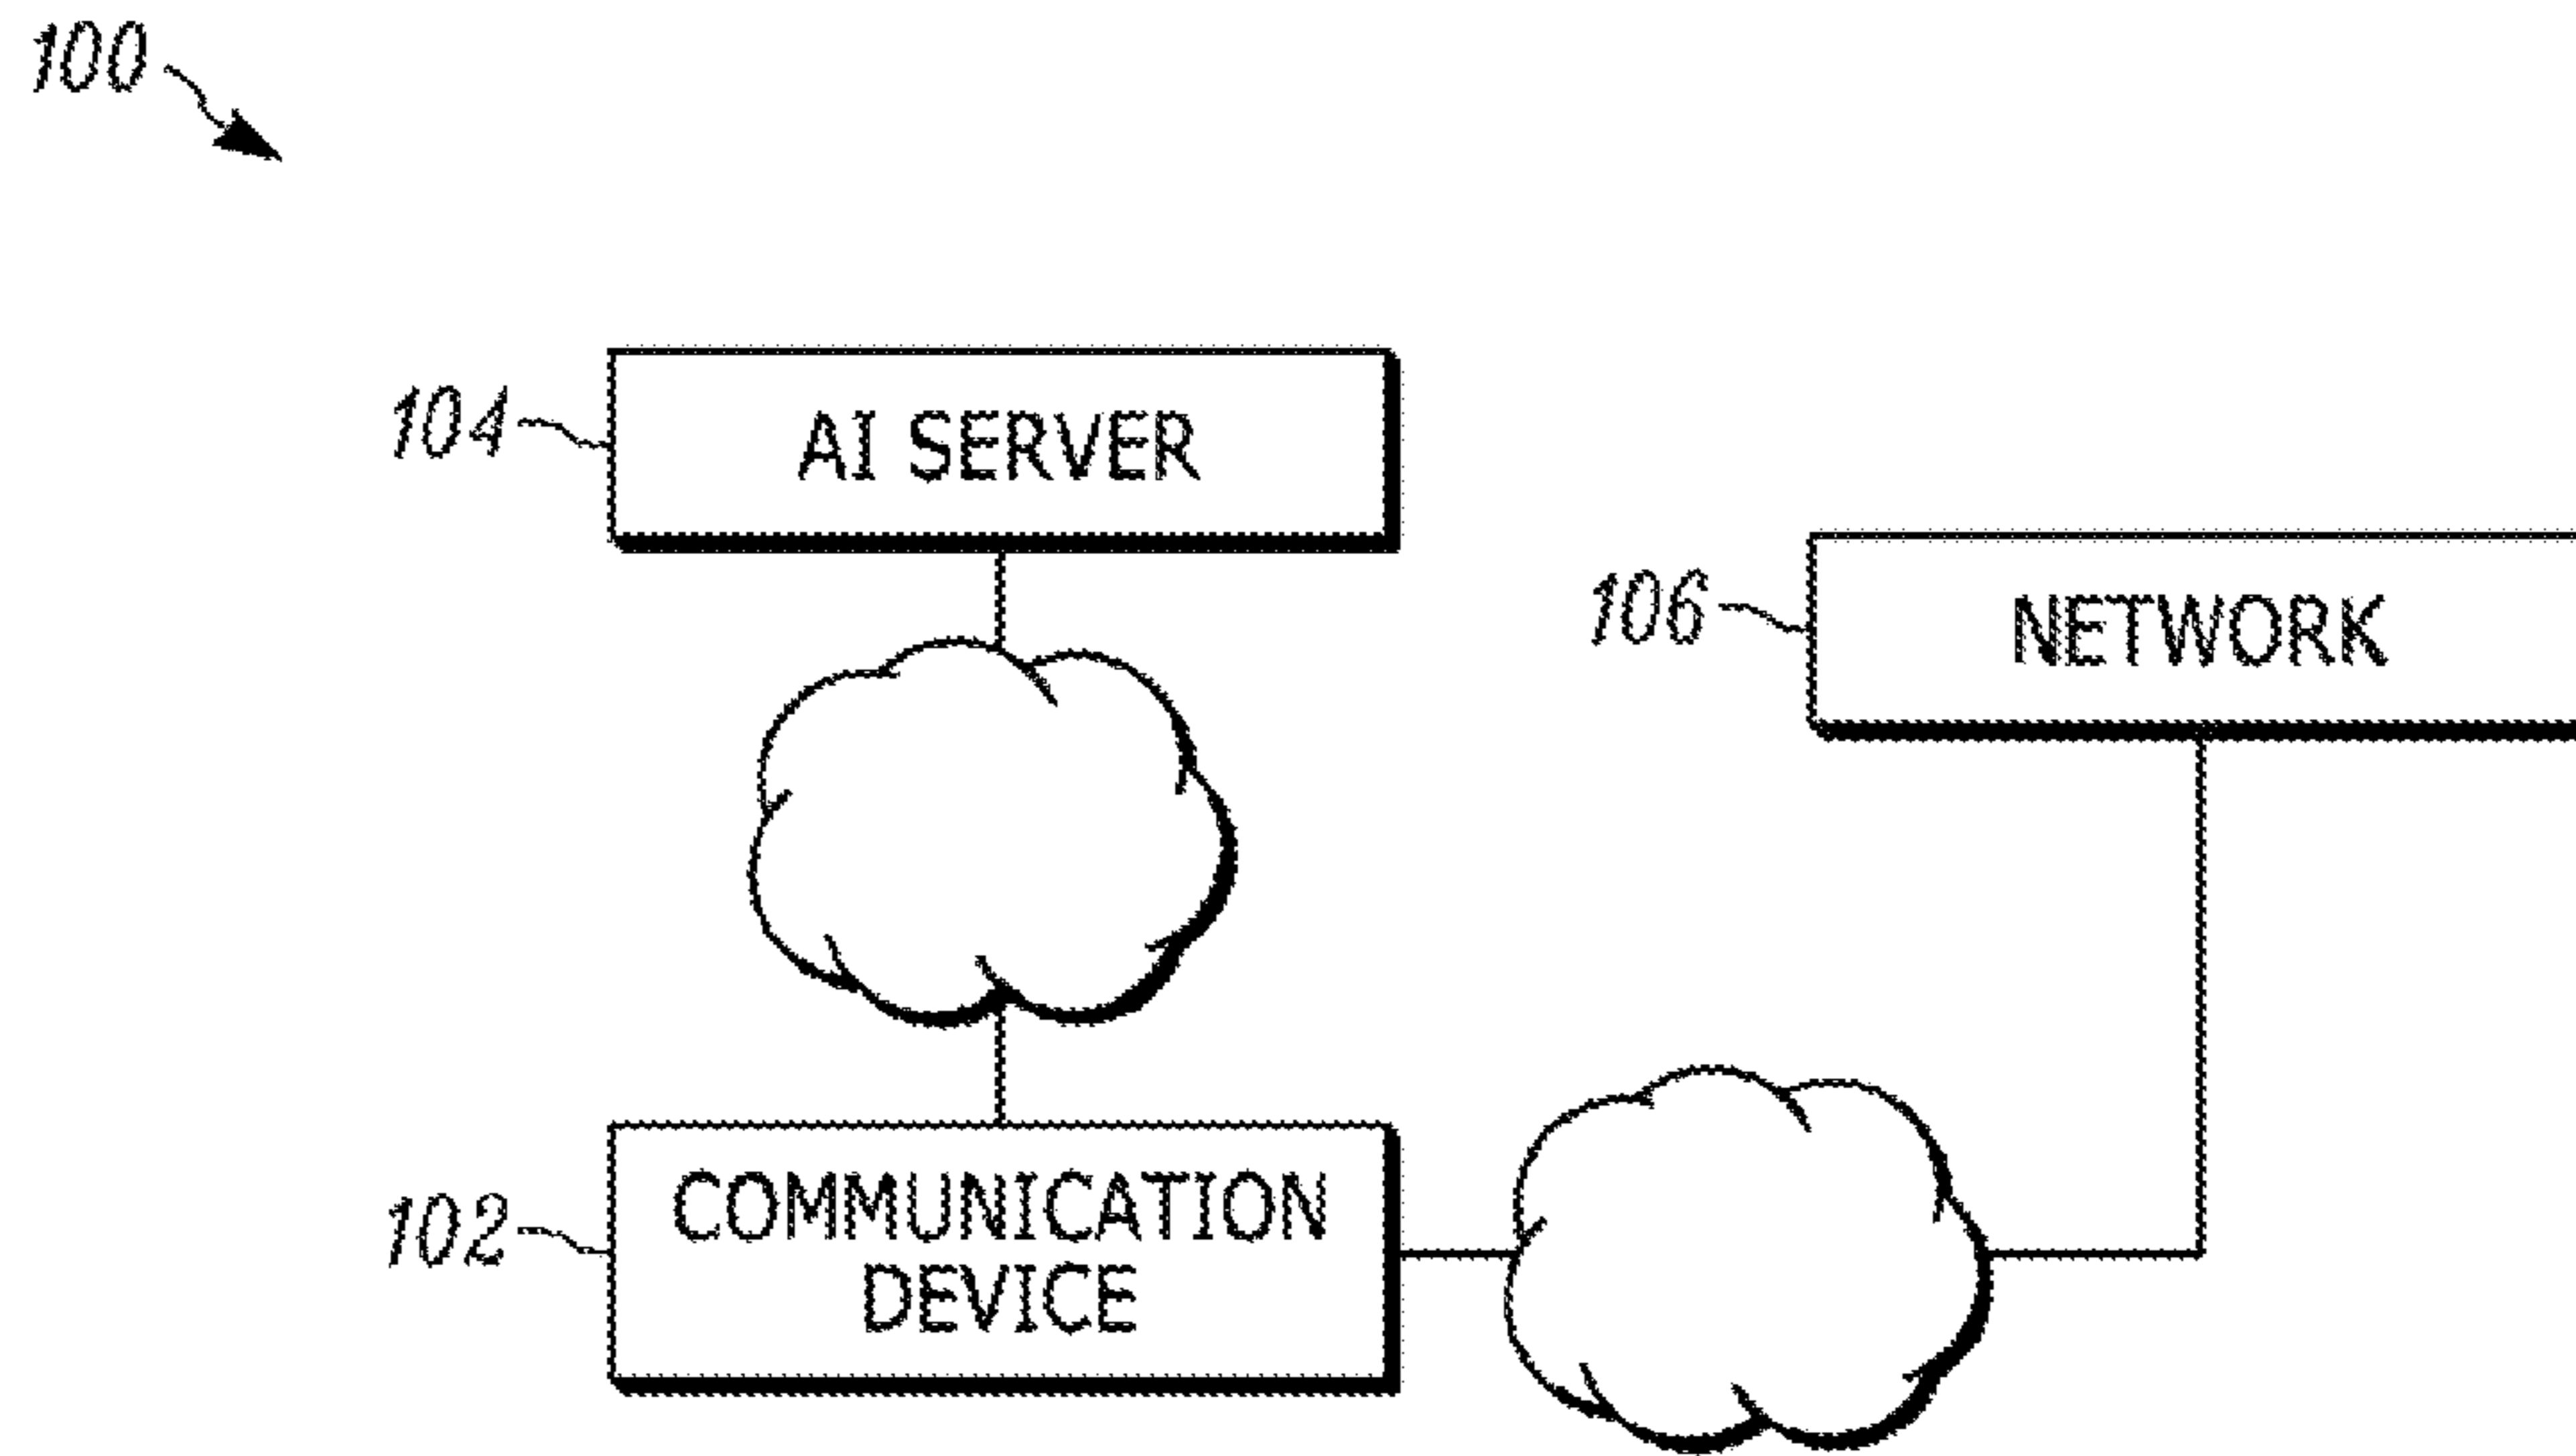 100
104
AI SERVER
106
NETWORK
102
COMMUNICATION
DEVICE